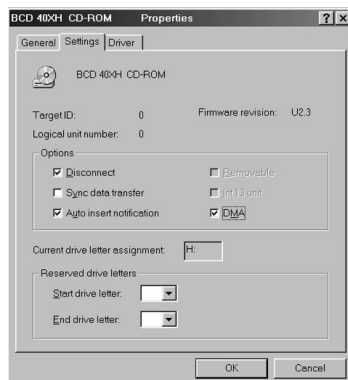 BCD 40XH CD-ROM Properties ? x
General Settings Driver
BCD 40XH CD-ROM
Target ID: 0 Firmware revision: U2.3
Logical unit number: 0
Options
Disconnect Removable
Sync data transfer Int 13 unit
Auto insert notification DMA
Current drive letter assignment: H:
Reserved drive letters
Start drive letter:
End drive letter:
OK Cancel